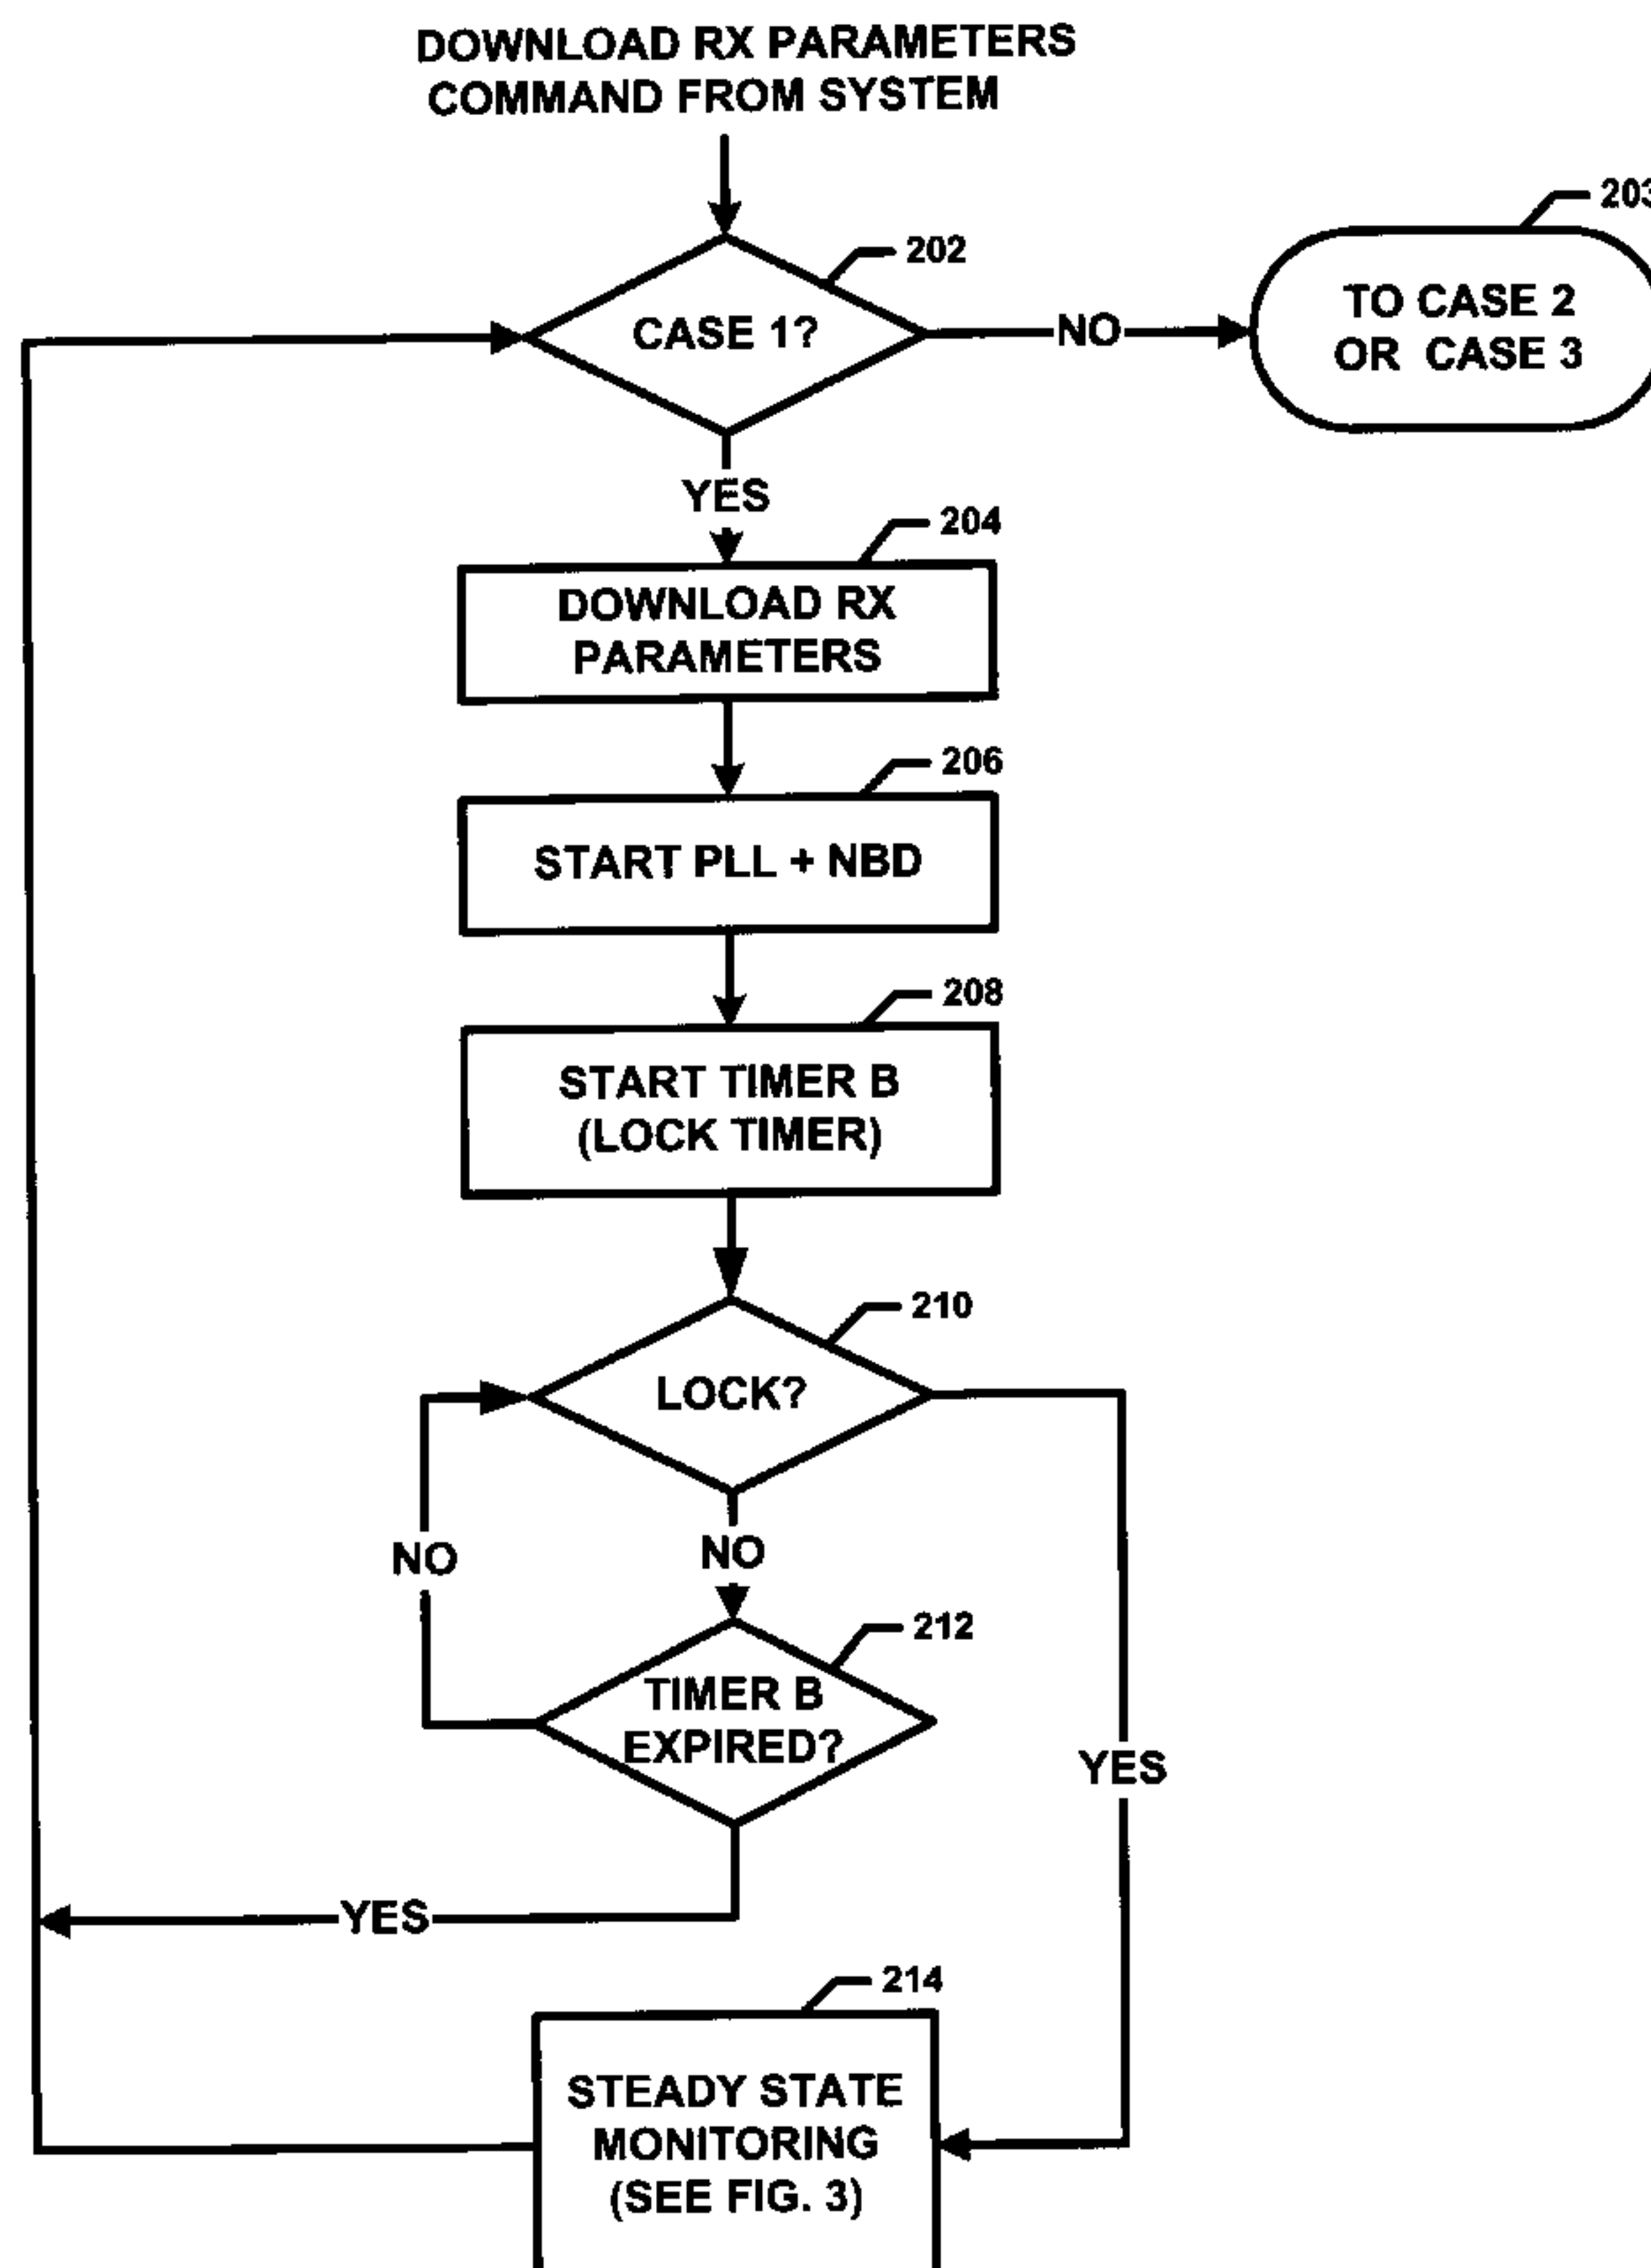 DOWNLOAD RX PARAMETERS
COMMAND FROM SYSTEM
203
202
CASE 1?
NO
TO CASE 2
OR CASE 3
YES
204
DOWNLOAD RX
PARAMETERS
206
START PLL + NBD
208
START TIMER B
(LOCK TIMER)
210
LOCK?
NO
NO
212
TIMER B
EXPIRED?
YES
YES
214
STEADY STATE
MONITORING
(SEE FIG. 3)